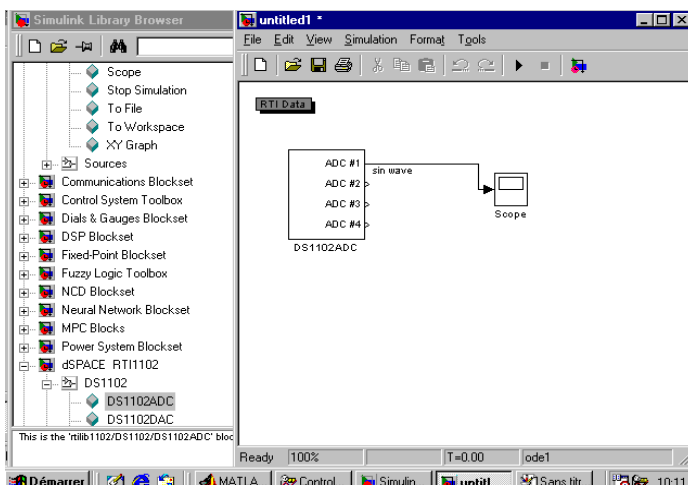 Simulink Library Browser
Scope
Stop Simulation
To File
To Workspace
XY Graph
Sources
Communications Blockset
Control System Toolbox
Dials & Gauges Blockset
DSP Blockset
Fixed-Point Blockset
Fuzzy Logic Toolbox
NCD Blockset
Neural Network Blockset
MPC Blocks
Power System Blockset
dSPACE RTI1102
DS1102
DS1102ADC
DS1102DAC
This is the 'rtilib1102/DS1102/DS1102ADC' bloc
untitled1 *
File Edit View Simulation Format Tools
RTI Data
ADC #1
sin wave
ADC #2
ADC #3
ADC #4
DS1102ADC
Scope
Ready 100% T=0.00 ode1
Démarrer MATLA Control Simulin untitl Sans titr 10:11